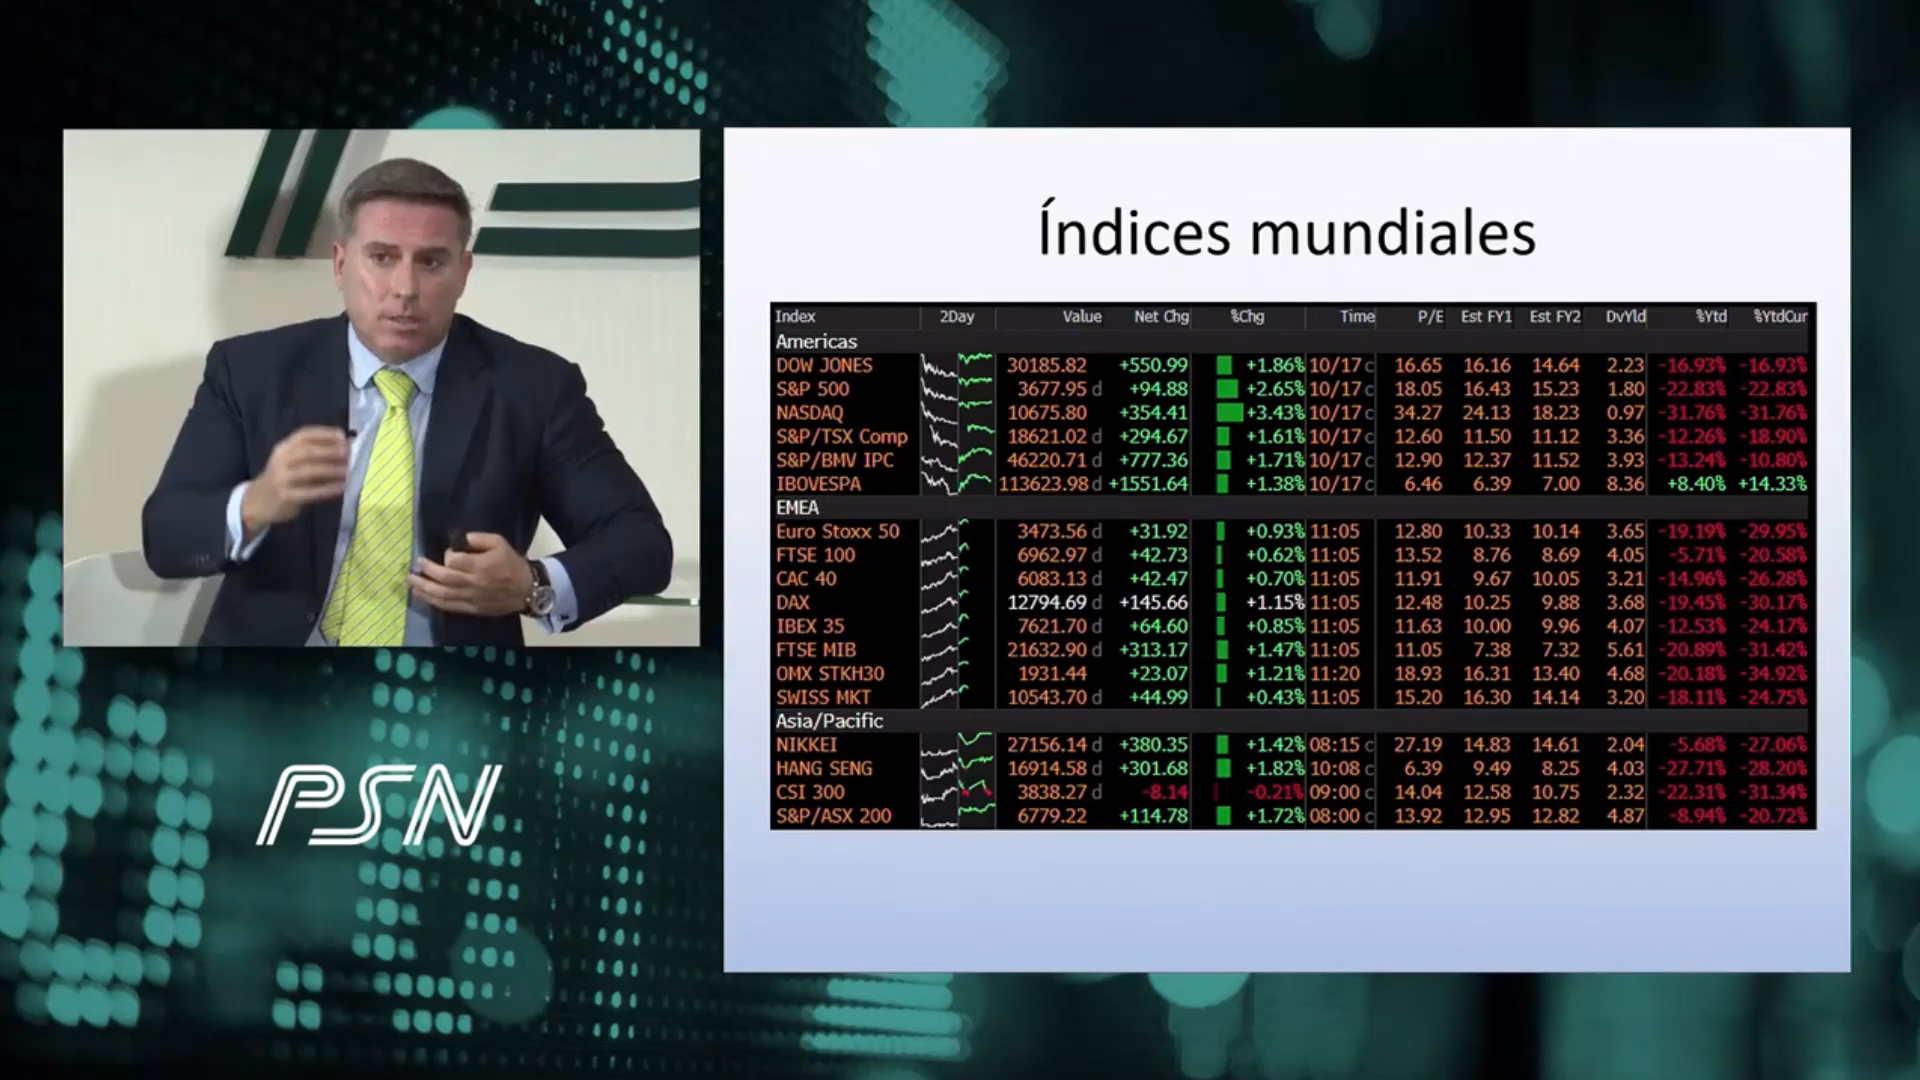 Índices mundiales
Index 2Day Value Net Chg %Chg Time P/E Est FY1 Est FY2 DvYld %Ytd %YtdCur
Americas
DOW JONES 30185.82 +550.99 +1.86% 10/17 c 16.65 16.16 14.64 2.23 -16.93% -16.93%
S&P 500 3677.95 d +94.88 +2.65% 10/17 c 18.05 16.43 15.23 1.80 -22.83% -22.83%
NASDAQ 10675.80 +354.41 +3.43% 10/17 c 34.27 24.13 18.23 0.97 -31.76% -31.76%
S&P/TSX Comp 18621.02 d +294.67 +1.61% 10/17 c 12.60 11.50 11.12 3.36 -12.26% -18.90%
S&P/BMV IPC 46220.71 d +777.36 +1.71% 10/17 c 12.90 12.37 11.52 3.93 -13.24% -10.80%
IBOVESPA 113623.98 d +1551.64 +1.38% 10/17 c 6.46 6.39 7.00 8.36 +8.40% +14.33%
EMEA
Euro Stoxx 50 3473.56 d +31.92 +0.93% 11:05 12.80 10.33 10.14 3.65 -19.19% -29.95%
FTSE 100 6962.97 d +42.73 +0.62% 11:05 13.52 8.76 8.69 4.05 -5.71% -20.58%
CAC 40 6083.13 d +42.47 +0.70% 11:05 11.91 9.67 10.05 3.21 -14.96% -26.28%
DAX 12794.69 d +145.66 +1.15% 11:05 12.48 10.25 9.88 3.68 -19.45% -30.17%
IBEX 35 7621.70 d +64.60 +0.85% 11:05 11.63 10.00 9.96 4.07 -12.53% -24.17%
FTSE MIB 21632.90 d +313.17 +1.47% 11:05 11.05 7.38 7.32 5.61 -20.89% -31.42%
OMX STKH30 1931.44 +23.07 +1.21% 11:20 18.93 16.31 13.40 4.68 -20.18% -34.92%
SWISS MKT 10543.70 d +44.99 +0.43% 11:05 15.20 16.30 14.14 3.20 -18.11% -24.75%
Asia/Pacific
NIKKEI 27156.14 d +380.35 +1.42% 08:15 c 27.19 14.83 14.61 2.04 -5.68% -27.06%
HANG SENG 16914.58 d +301.68 +1.82% 10:08 c 6.39 9.49 8.25 4.03 -27.71% -28.20%
CSI 300 3838.27 d -8.14 -0.21% 09:00 c 14.04 12.58 10.75 2.32 -22.31% -31.34%
S&P/ASX 200 6779.22 +114.78 +1.72% 08:00 c 13.92 12.95 12.82 4.87 -8.94% -20.72%
PSN